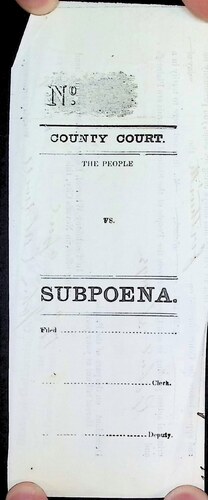 No
COUNTY COURT.
THE PEOPLE
VS.
SUBPOENA.
Filed ..............................
..............................Clerk.
..............................Deputy.